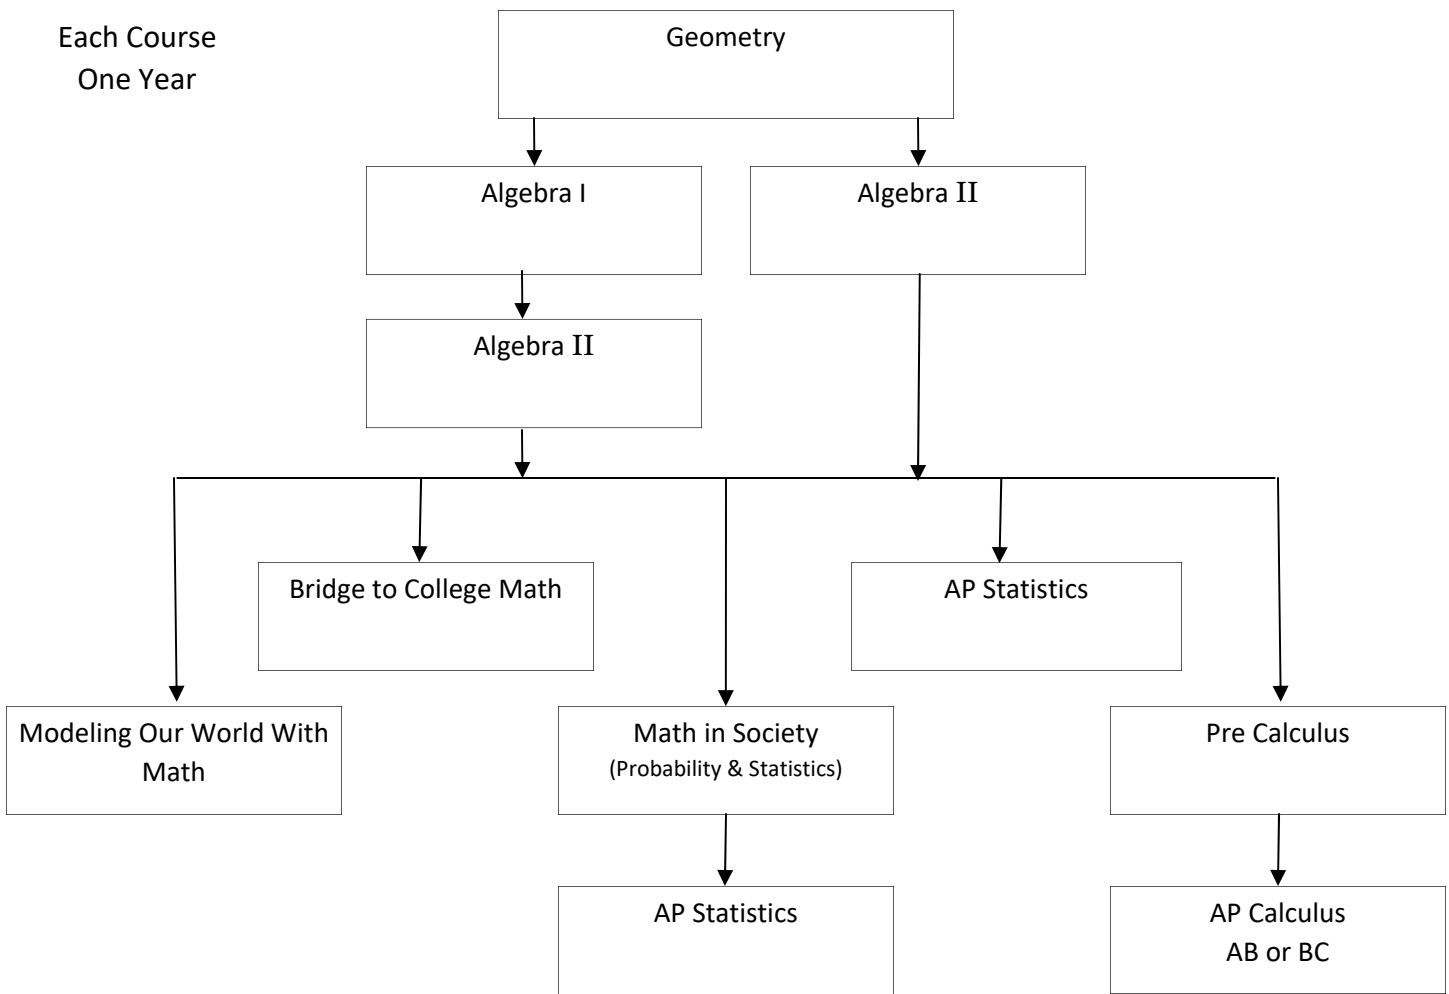 Each Course
One Year
Geometry
Algebra I
Algebra II
Algebra II
Bridge to College Math
AP Statistics
Modeling Our World With
Math
Math in Society
(Probability & Statistics)
Pre Calculus
AP Statistics
AP Calculus
AB or BC